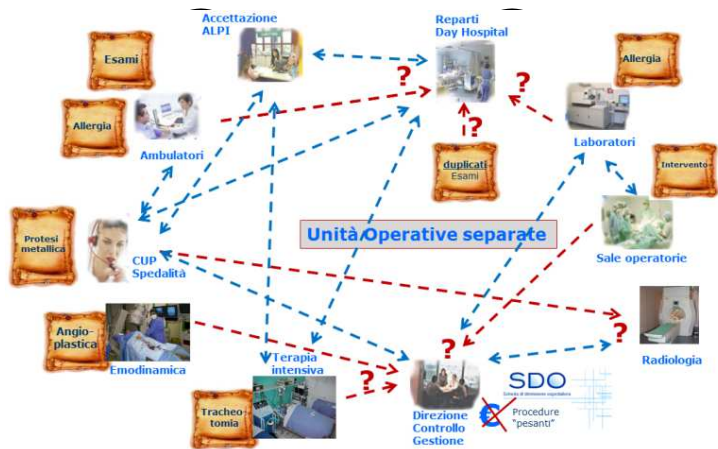 Accettazione
ALPI
Reparti
Day Hospital
Esami
Allergia
?
?
Allergia
Ambulatori
?
Laboratori
duplicati
Esami
Intervento
Protesi
metallica
CUP
Spedalità
Unità Operative separate
Sale operatorie
Angio-
plastica
Emodinamica
Terapia
intensiva
?
?
?
Radiologia
Tracheo
tomia
Direzione
Controllo
Gestione
SDO
€
Procedure
"pesanti"